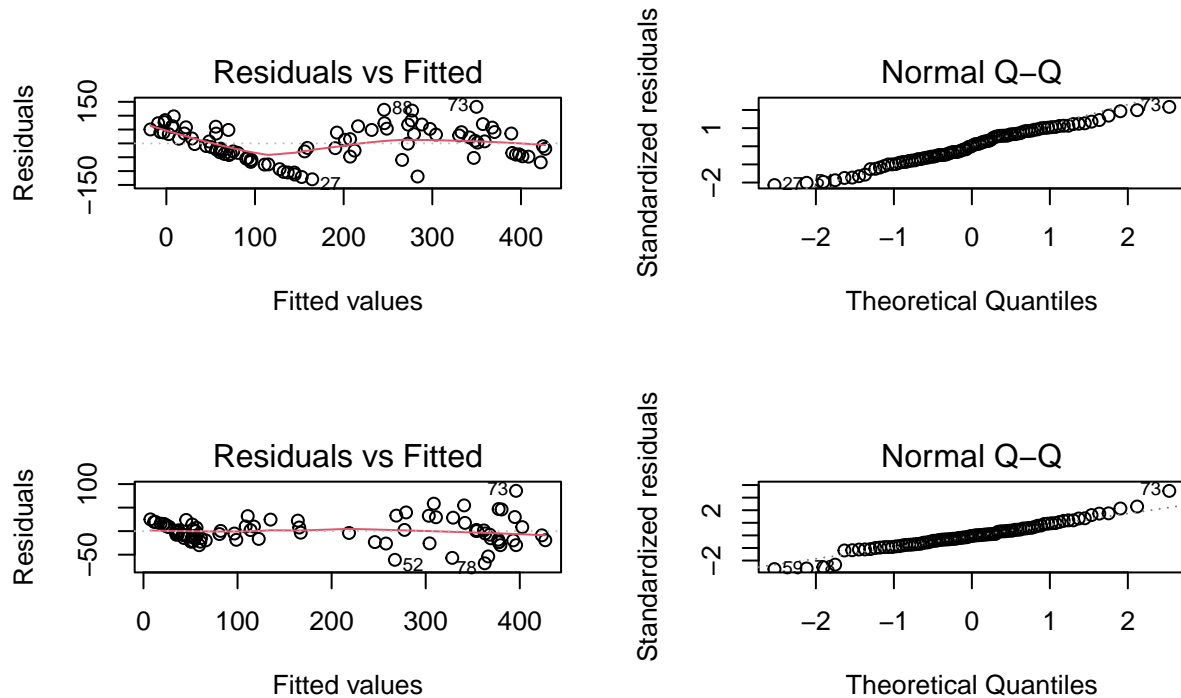 Residuals vs Fitted
Residuals
150
−150
88
73
27
0 100 200 300 400
Fitted values
Normal Q−Q
Standardized residuals
1
−2
73
27
−2 −1 0 1 2
Theoretical Quantiles
Residuals vs Fitted
Residuals
100
−50
73
52
78
0 100 200 300 400
Fitted values
Normal Q−Q
Standardized residuals
2
−2
73
59
−2 −1 0 1 2
Theoretical Quantiles